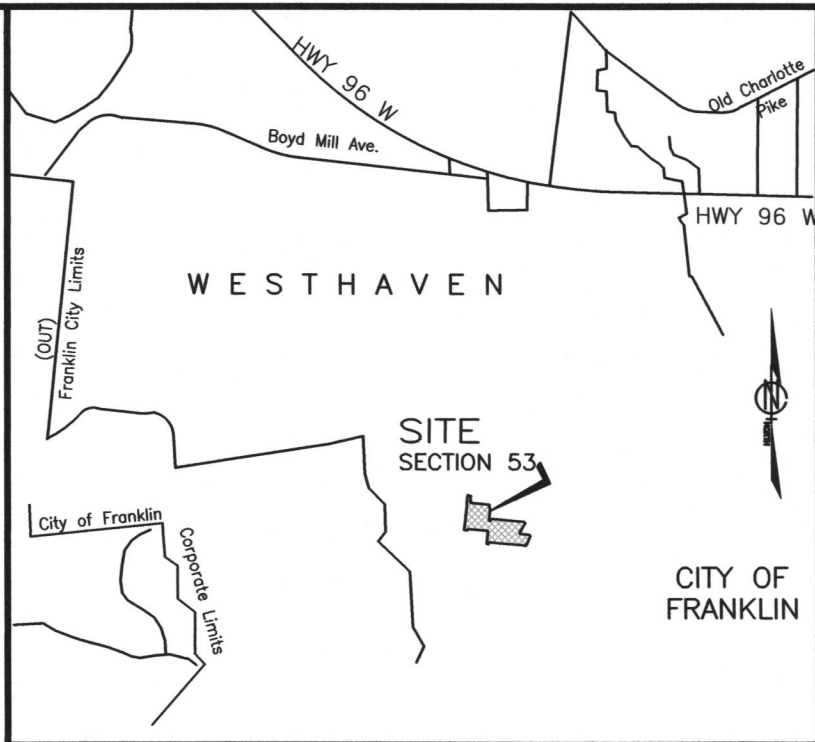 HWY 96 W
Old Charlotte
Pike
Boyd Mill Ave.
HWY 96 W
WESTHAVEN
(OUT)
Franklin City Limits
SITE
SECTION 53
N
NORTH
City of Franklin
Corporate Limits
CITY OF
FRANKLIN